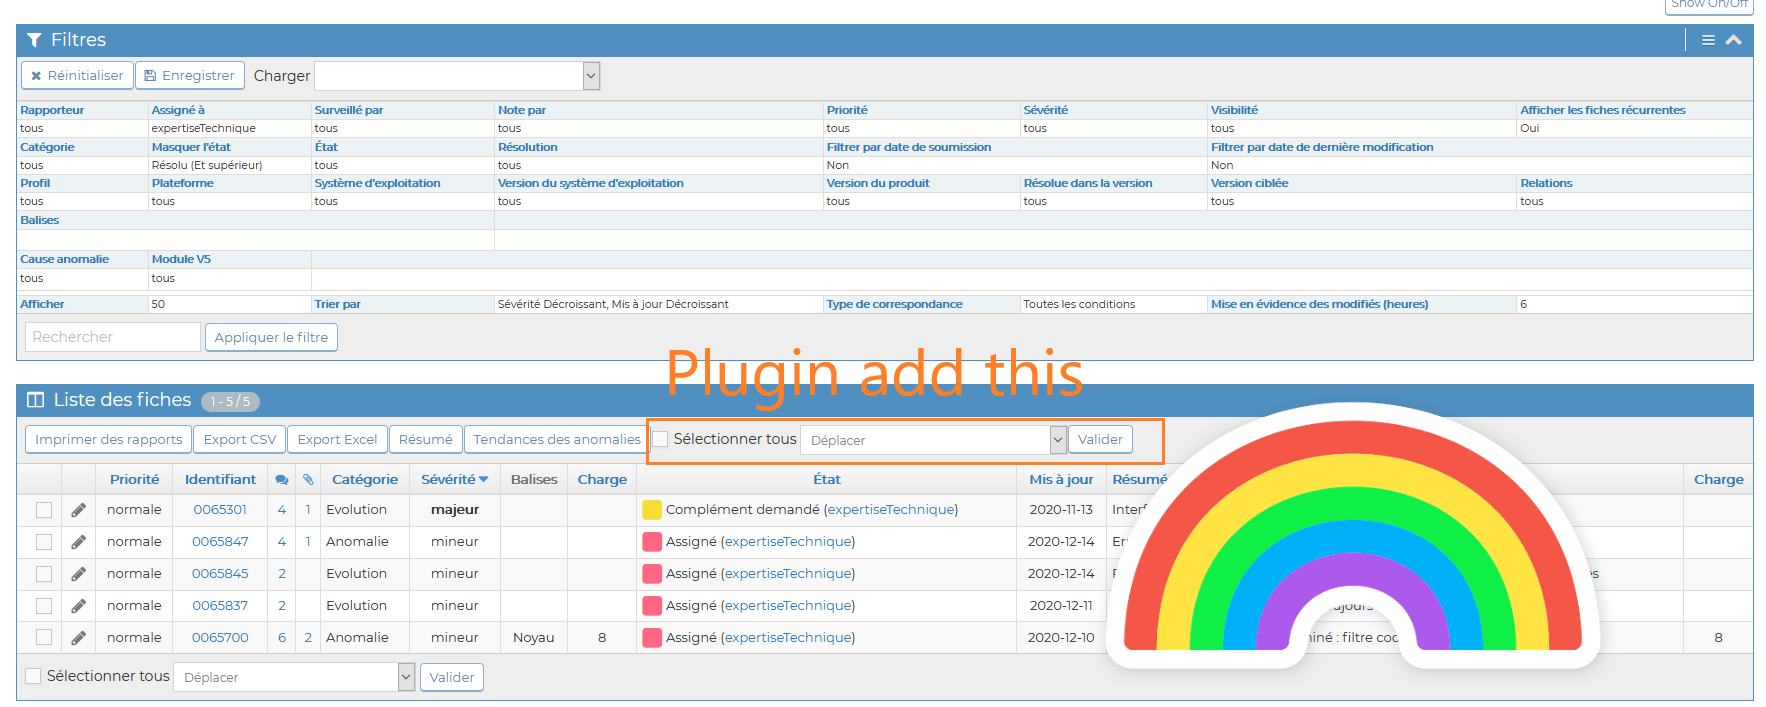 Show On/Off
Filtres
Réinitialiser Enregistrer Charger
Rapporteur Assigné à Surveillé par Note par Priorité Sévérité Visibilité Afficher les fiches récurrentes
tous expertiseTechnique tous tous tous tous tous Oui
Catégorie Masquer l'état État Résolution Filtrer par date de soumission Filtrer par date de dernière modification
tous Résolu (Et supérieur) tous tous Non Non
Profil Plateforme Système d'exploitation Version du système d'exploitation Version du produit Résolue dans la version Version ciblée Relations
tous tous tous tous tous tous tous tous
Balises
Cause anomalie Module V5
tous tous
Afficher 50 Trier par Sévérité Décroissant, Mis à jour Décroissant Type de correspondance Toutes les conditions Mise en évidence des modifiés (heures) 6
Rechercher Appliquer le filtre
Plugin add this
Liste des fiches 1 - 5 / 5
Imprimer des rapports Export CSV Export Excel Résumé Tendances des anomalies Sélectionner tous Déplacer Valider
Priorité Identifiant Catégorie Sévérité Balises Charge État Mis à jour Résumé Charge
normale 0065301 4 1 Evolution majeur Complément demandé (expertiseTechnique) 2020-11-13
normale 0065847 4 1 Anomalie mineur Assigné (expertiseTechnique) 2020-12-14
normale 0065845 2 Evolution mineur Assigné (expertiseTechnique) 2020-12-14
normale 0065837 2 Evolution mineur Assigné (expertiseTechnique) 2020-12-11
normale 0065700 6 2 Anomalie mineur Noyau 8 Assigné (expertiseTechnique) 2020-12-10 : filtre 8
Sélectionner tous Déplacer Valider